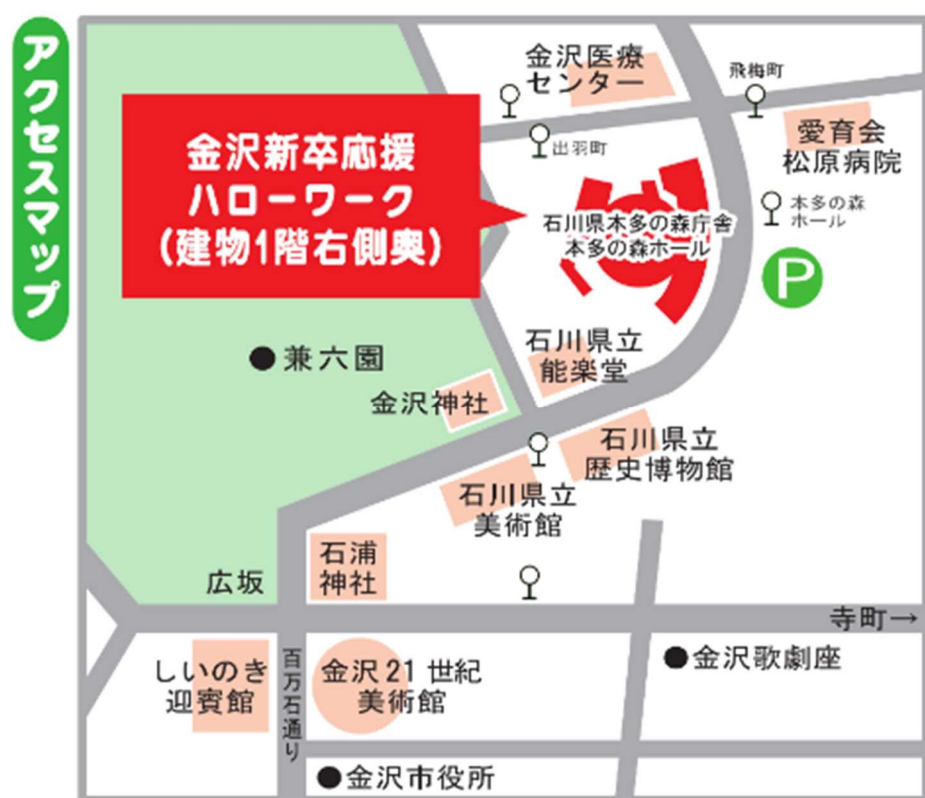 アクセスマップ
金沢医療
センター
飛梅町
出羽町
愛育会
松原病院
金沢新卒応援
ハローワーク
(建物1階右側奥)
石川県本多の森庁舎
本多の森ホール
本多の森
ホール
P
兼六園
石川県立
能楽堂
金沢神社
石川県立
歴史博物館
石川県立
美術館
石浦
神社
広坂
寺町→
しいのき
迎賓館
百万石通り
金沢21世紀
美術館
金沢歌劇座
金沢市役所